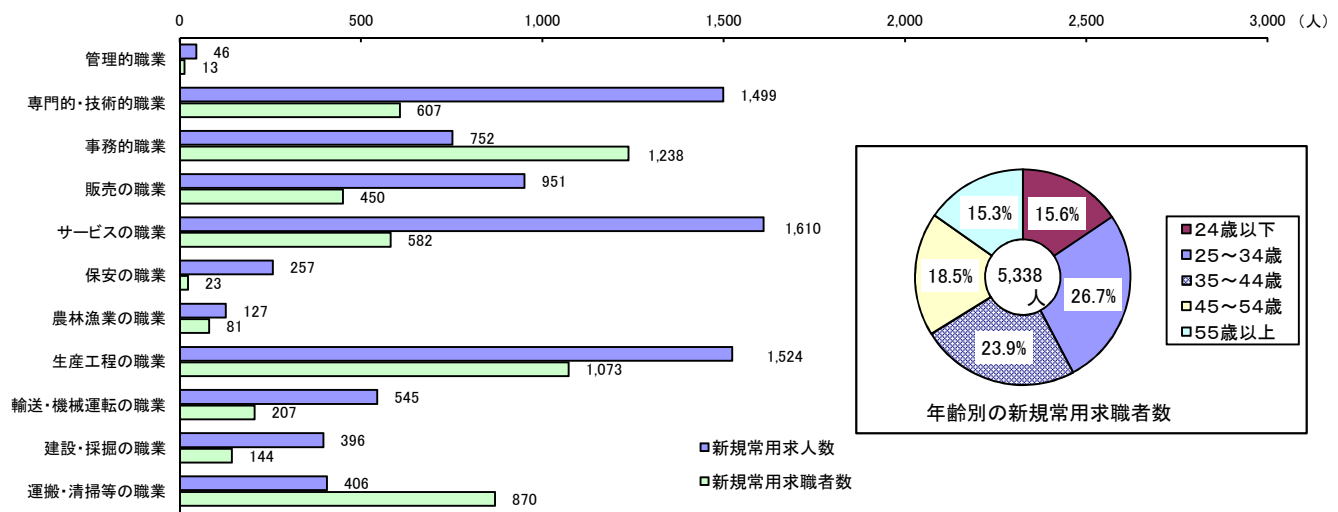 0 500 1,000 1,500 2,000 2,500 3,000 (人)
管理的職業 46
13
専門的・技術的職業 1,499
607
事務的職業 752
1,238
販売の職業 951
450
サービスの職業 1,610
582
保安の職業 257
23
農林漁業の職業 127
81
生産工程の職業 1,524
1,073
輸送・機械運転の職業 545
207
建設・採掘の職業 396
144
運搬・清掃等の職業 406
870
新規常用求人数
新規常用求職者数
15.6%
26.7%
23.9%
18.5%
15.3%
5,338
人
24歳以下
25～34歳
35～44歳
45～54歳
55歳以上
年齢別の新規常用求職者数